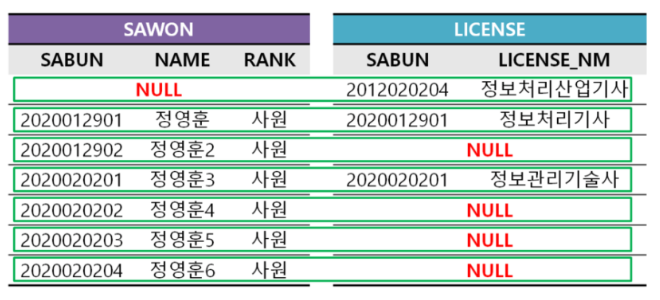 SAWON LICENSE
SABUN NAME RANK SABUN LICENSE_NM
NULL 2012020204 정보처리산업기사
2020012901 정영훈 사원 2020012901 정보처리기사
2020012902 정영훈2 사원 NULL
2020020201 정영훈3 사원 2020020201 정보관리기술사
2020020202 정영훈4 사원 NULL
2020020203 정영훈5 사원 NULL
2020020204 정영훈6 사원 NULL